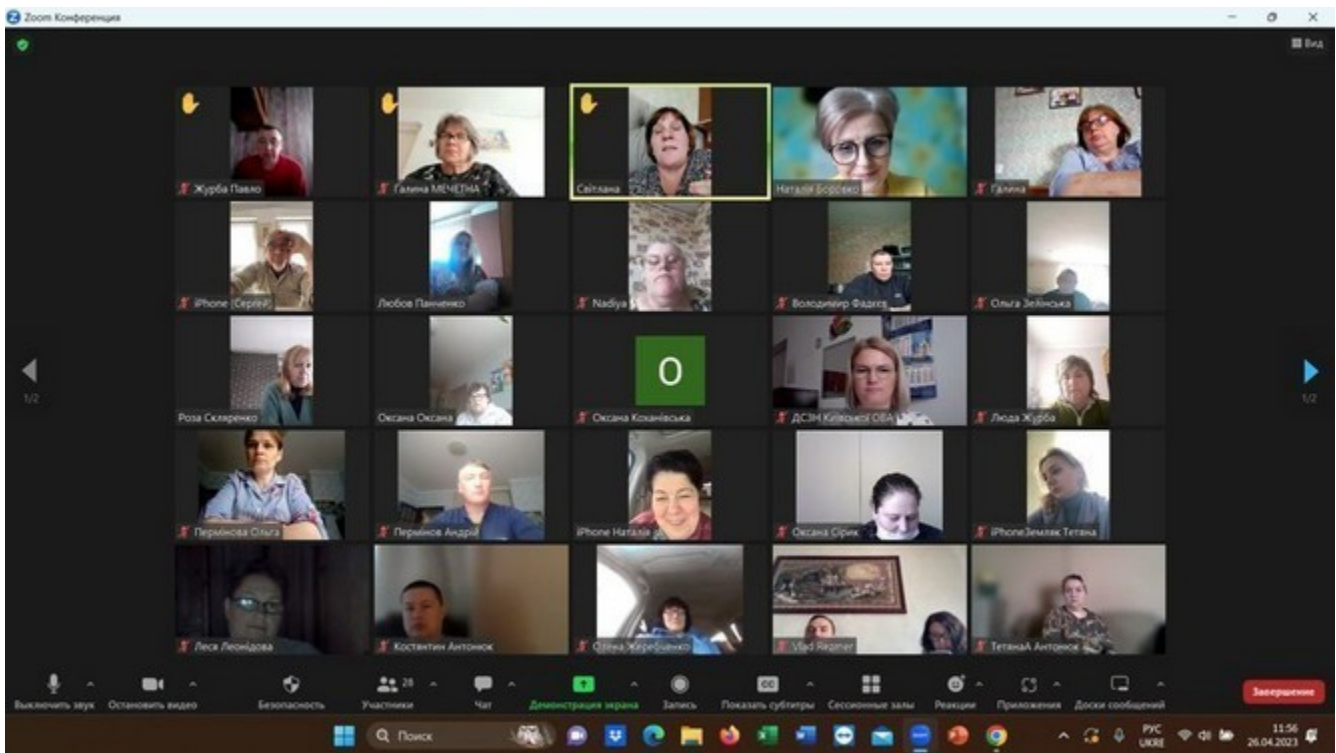 Zoom Конференция
Вид
Журба Павло
Галина МЕЧЕТНА
Світлана
Наталія Боровко
Галина
iPhone (Сергей)
Любов Панченко
Nadiya S
Володимир Фадєєв
Ольга Зелінська
Роза Скляренко
Оксана Оксана
O
Оксана Коханівська
ДСЗН Київської ОВА
Люда Журба
Пермінова Ольга
Пермінов Андрій
iPhone Наталія
Оксана Сірик
iPhoneЗемляк Тетяна
Леся Леонідова
Костянтин Антонюк
Олена Жеребченко
Vlad Rezmer
ТетянаА Антонюк
1/2
1/2
28
CC
Выключить звук
Остановить видео
Безопасность
Участники
Чат
Демонстрация экрана
Запись
Показать субтитры
Сессионные залы
Реакции
Приложения
Доски сообщений
Завершение
Поиск
РУС
UKRE
11:56
26.04.2023